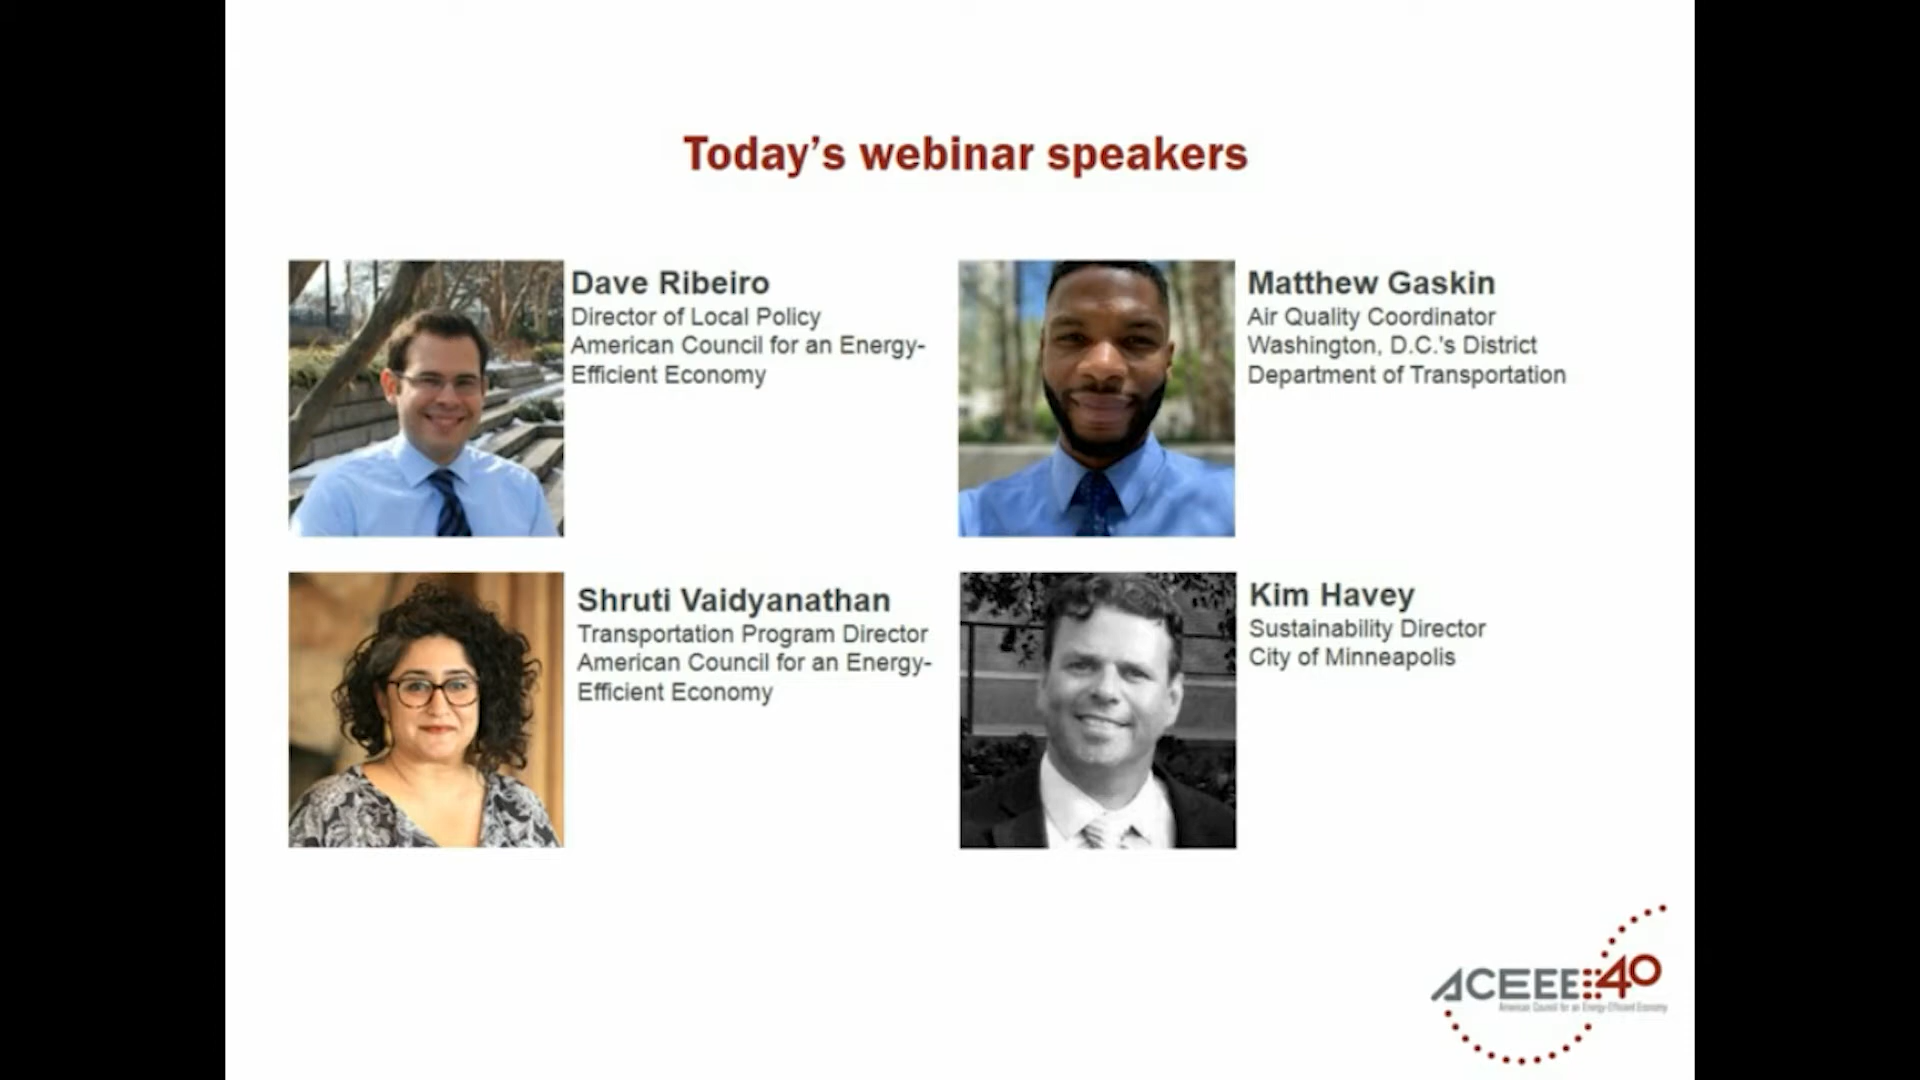 Today's webinar speakers
Dave Ribeiro
Director of Local Policy
American Council for an Energy-
Efficient Economy
Matthew Gaskin
Air Quality Coordinator
Washington, D.C.'s District
Department of Transportation
Shruti Vaidyanathan
Transportation Program Director
American Council for an Energy-
Efficient Economy
Kim Havey
Sustainability Director
City of Minneapolis
ACEEE 40
American Council for an Energy-Efficient Economy